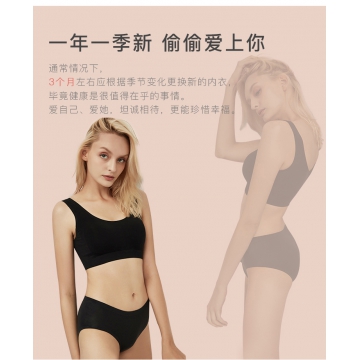 一年一季新 偷偷爱上你
通常情况下，
3个月左右应根据季节变化更换新的内衣，
毕竟健康是很值得在乎的事情。
爱自己、爱她，坦诚相待，更能珍惜幸福。